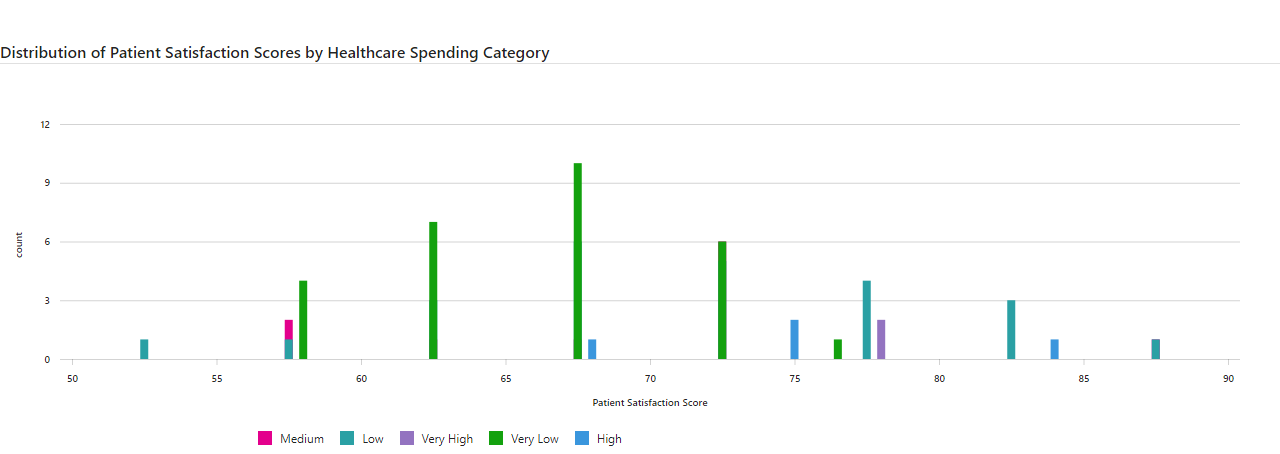 Distribution of Patient Satisfaction Scores by Healthcare Spending Category
12
9
6
3
0
count
50 55 60 65 70 75 80 85 90
Patient Satisfaction Score
Medium Low Very High Very Low High